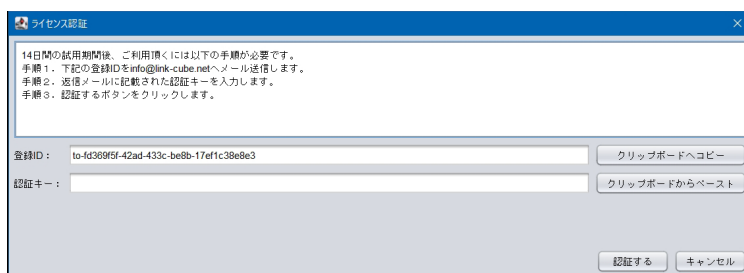 ライセンス認証
14日間の試用期間後、ご利用頂くには以下の手順が必要です。
手順1．下記の登録IDをinfo@link-cube.netへメール送信します。
手順2．返信メールに記載された認証キーを入力します。
手順3．認証するボタンをクリックします。
登録ID： to-fd369f5f-42ad-433c-be8b-17ef1c38e8e3 クリップボードへコピー
認証キー： クリップボードからペースト
認証する キャンセル